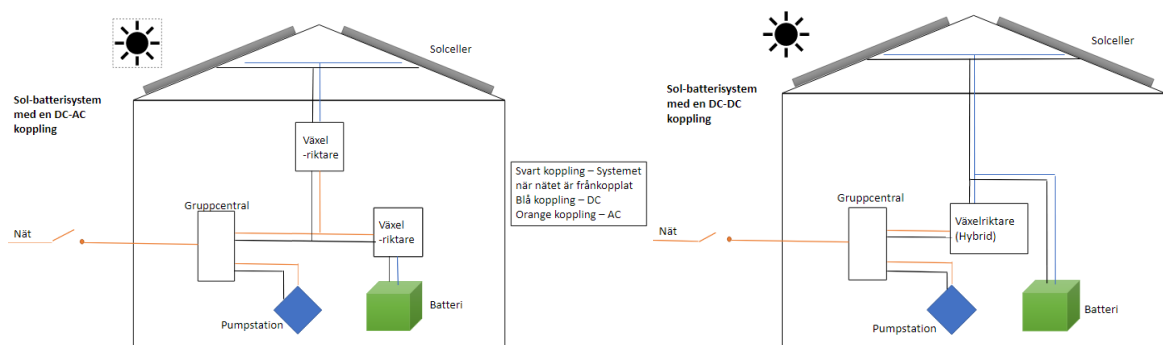 Solceller
Sol-batterisystem
med en DC-AC
koppling
Växel
-riktare
Gruppcentral
Nät
Växel
-riktare
Batteri
Pumpstation
Svart koppling – Systemet
när nätet är frånkopplat
Blå koppling – DC
Orange koppling – AC
Solceller
Sol-batterisystem
med en DC-DC
koppling
Gruppcentral
Nät
Växelriktare
(Hybrid)
Batteri
Pumpstation